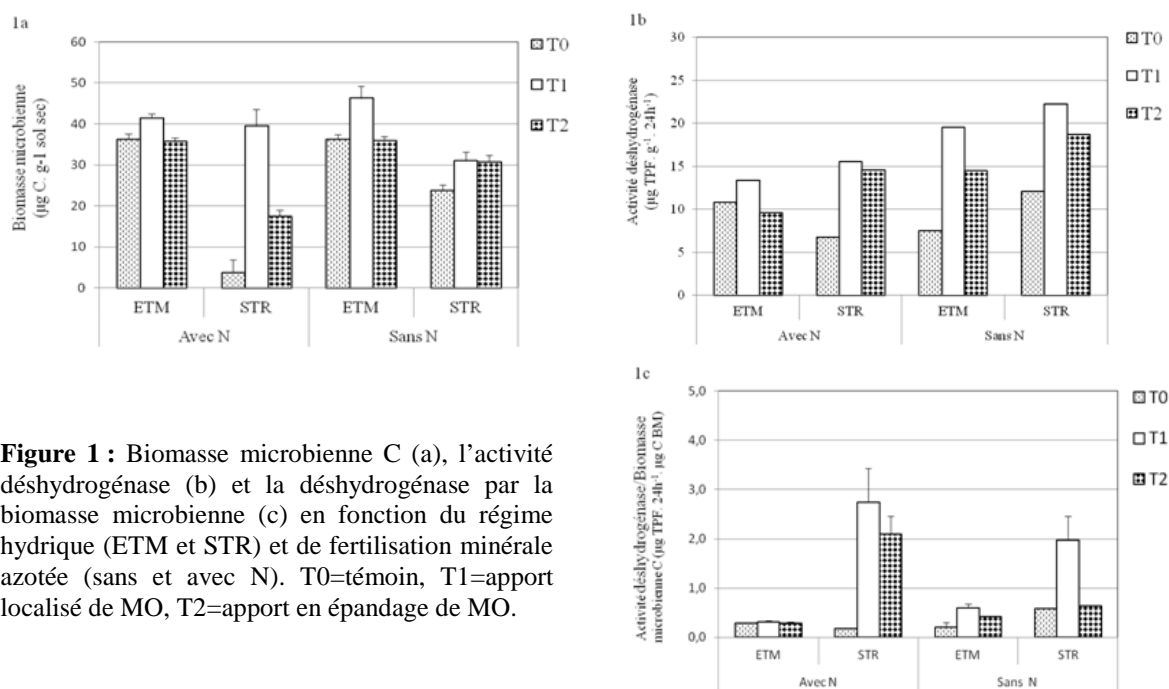 1a
Biomasse microbienne
(µg C. g-1 sol sec)
60
50
40
30
20
10
0
ETM STR ETM STR
Avec N Sans N
T0
T1
T2
1b
Activité déshydrogénase
(µg TPF. g⁻¹. 24h⁻¹)
30
25
20
15
10
5
0
ETM STR ETM STR
Avec N Sans N
T0
T1
T2
1c
Activité déshydrogénase/Biomasse
microbienne C (µg TPF. 24h⁻¹. µg C BM)
5,0
4,0
3,0
2,0
1,0
0,0
ETM STR ETM STR
Avec N Sans N
T0
T1
T2
Figure 1 : Biomasse microbienne C (a), l’activité
déshydrogénase (b) et la déshydrogénase par la
biomasse microbienne (c) en fonction du régime
hydrique (ETM et STR) et de fertilisation minérale
azotée (sans et avec N). T0=témoin, T1=apport
localisé de MO, T2=apport en épandage de MO.